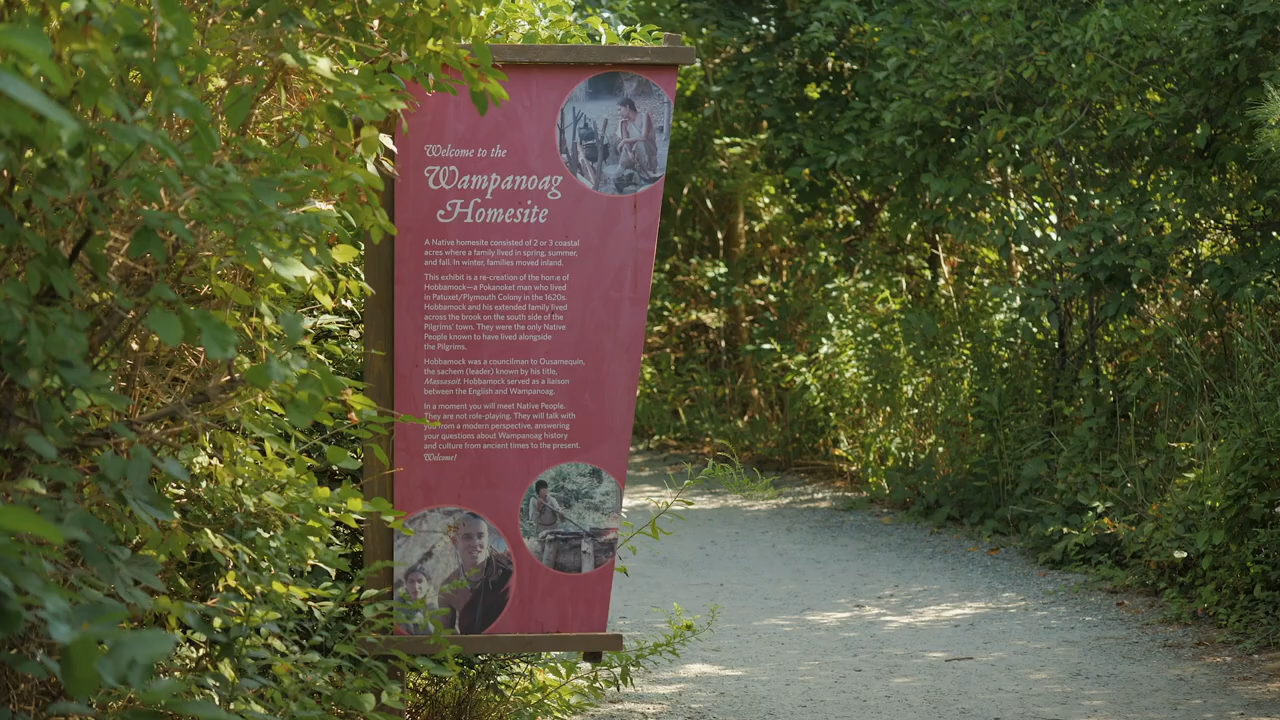 Welcome to the
Wampanoag
Homesite
A Native homesite consisted of 2 or 3 coastal
acres where a family lived in spring, summer,
and fall. In winter, families moved inland.
This exhibit is a re-creation of the home of
Hobbamock—a Pokanoket man who lived
in Patuxet/Plymouth Colony in the 1620s.
Hobbamock and his extended family lived
across the brook on the south side of the
Pilgrims' town. They were the only Native
People known to have lived alongside
the Pilgrims.
Hobbamock was a councilman to Ousamequin,
the sachem (leader) known by his title,
Massasoit. Hobbamock served as a liaison
between the English and Wampanoag.
In a moment you will meet Native People.
They are not role-playing. They will talk with
you from a modern perspective, answering
your questions about Wampanoag history
and culture from ancient times to the present.
Welcome!